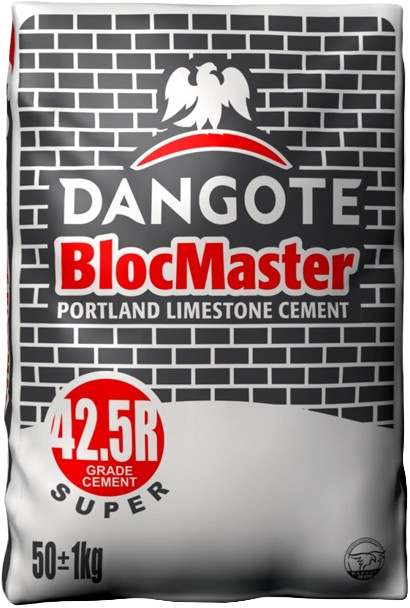 DANGOTE
BlocMaster
PORTLAND LIMESTONE CEMENT
42.5R
GRADE
CEMENT
SUPER
50±1kg